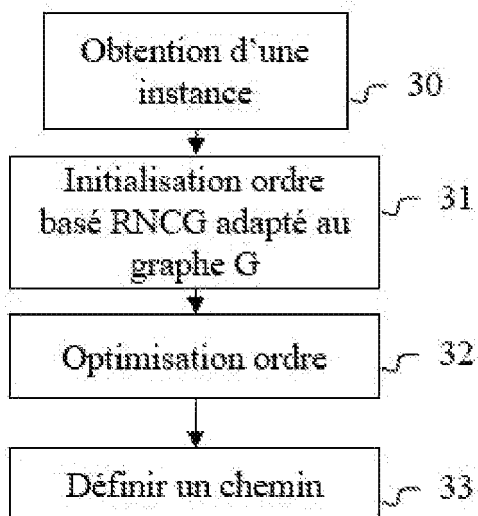 Obtention d'une
instance
30
Initialisation ordre
basé RNCG adapté au
graphe G
31
Optimisation ordre
32
Définir un chemin
33